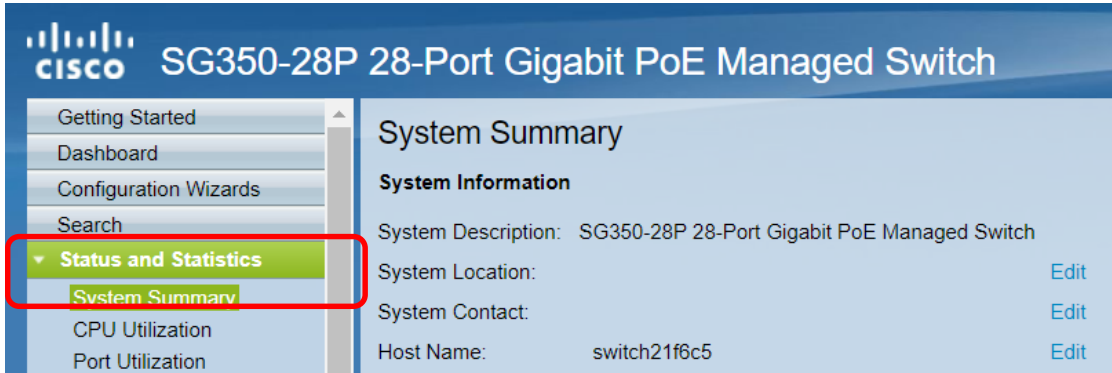 CISCO SG350-28P 28-Port Gigabit PoE Managed Switch
Getting Started
Dashboard
Configuration Wizards
Search
Status and Statistics
System Summary
CPU Utilization
Port Utilization
System Summary
System Information
System Description: SG350-28P 28-Port Gigabit PoE Managed Switch
System Location: Edit
System Contact: Edit
Host Name: switch21f6c5 Edit